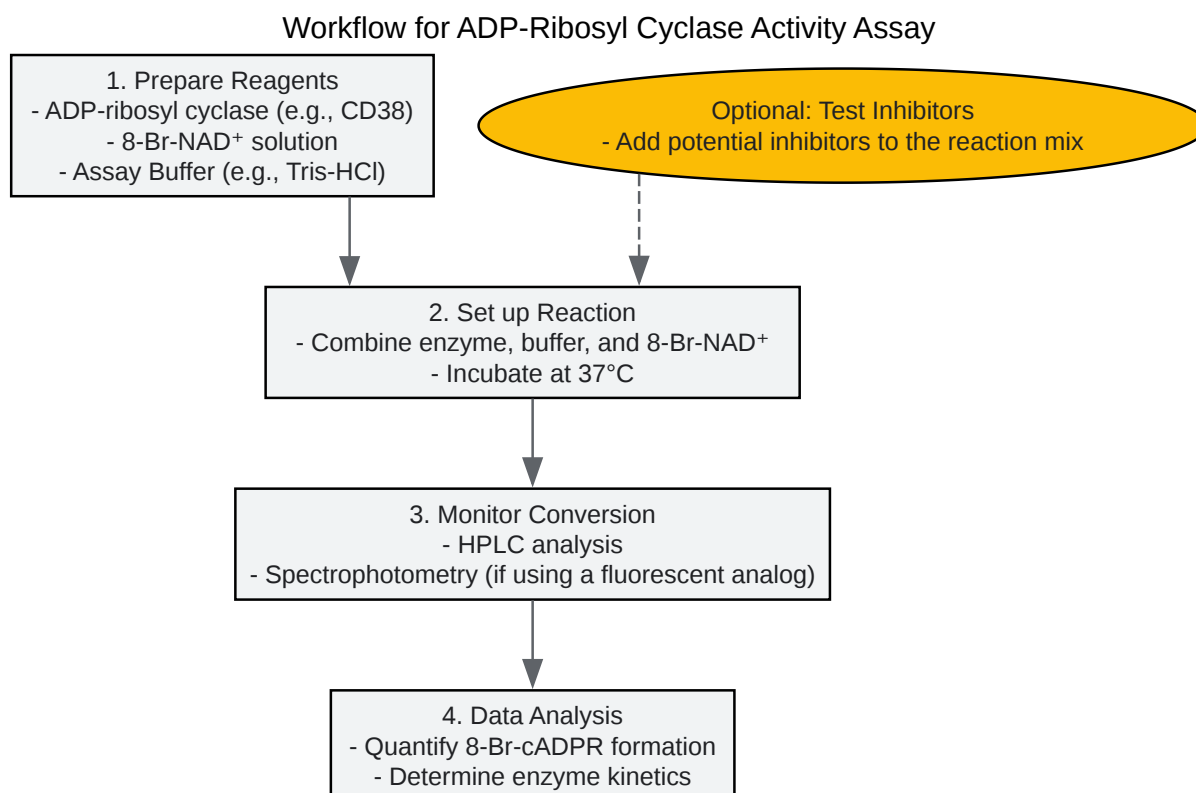 Workflow for ADP-Ribosyl Cyclase Activity Assay
1. Prepare Reagents
- ADP-ribosyl cyclase (e.g., CD38)
- 8-Br-NAD⁺ solution
- Assay Buffer (e.g., Tris-HCl)
Optional: Test Inhibitors
- Add potential inhibitors to the reaction mix
2. Set up Reaction
- Combine enzyme, buffer, and 8-Br-NAD⁺
- Incubate at 37°C
3. Monitor Conversion
- HPLC analysis
- Spectrophotometry (if using a fluorescent analog)
4. Data Analysis
- Quantify 8-Br-cADPR formation
- Determine enzyme kinetics